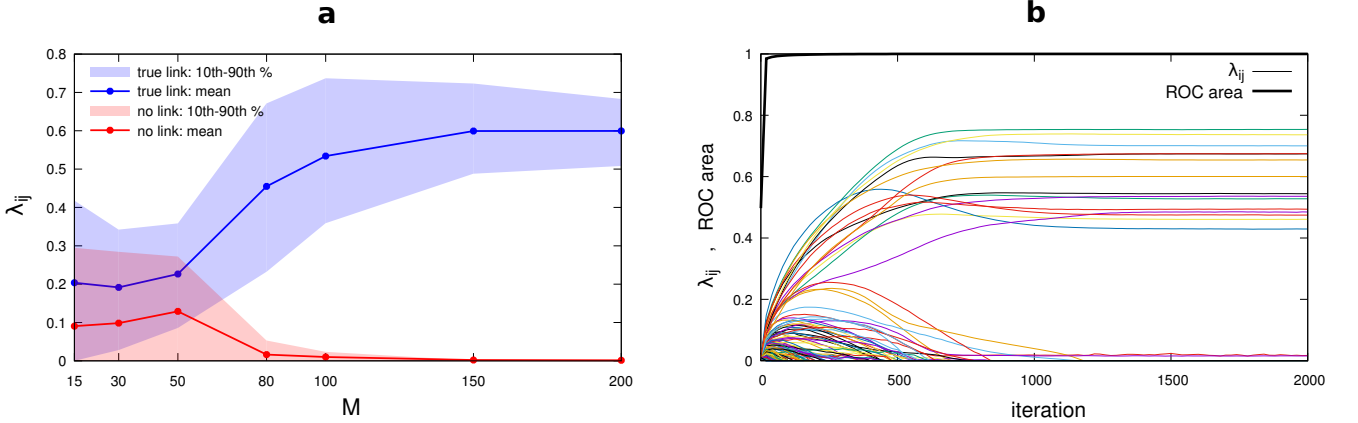 a
0.8
0.7
0.6
0.5
0.4
0.3
0.2
0.1
0
λij
true link: 10th-90th %
true link: mean
no link: 10th-90th %
no link: mean
15 30 50 80 100 150 200
M
b
1
0.8
0.6
0.4
0.2
0
λij , ROC area
λij
ROC area
0 500 1000 1500 2000
iteration